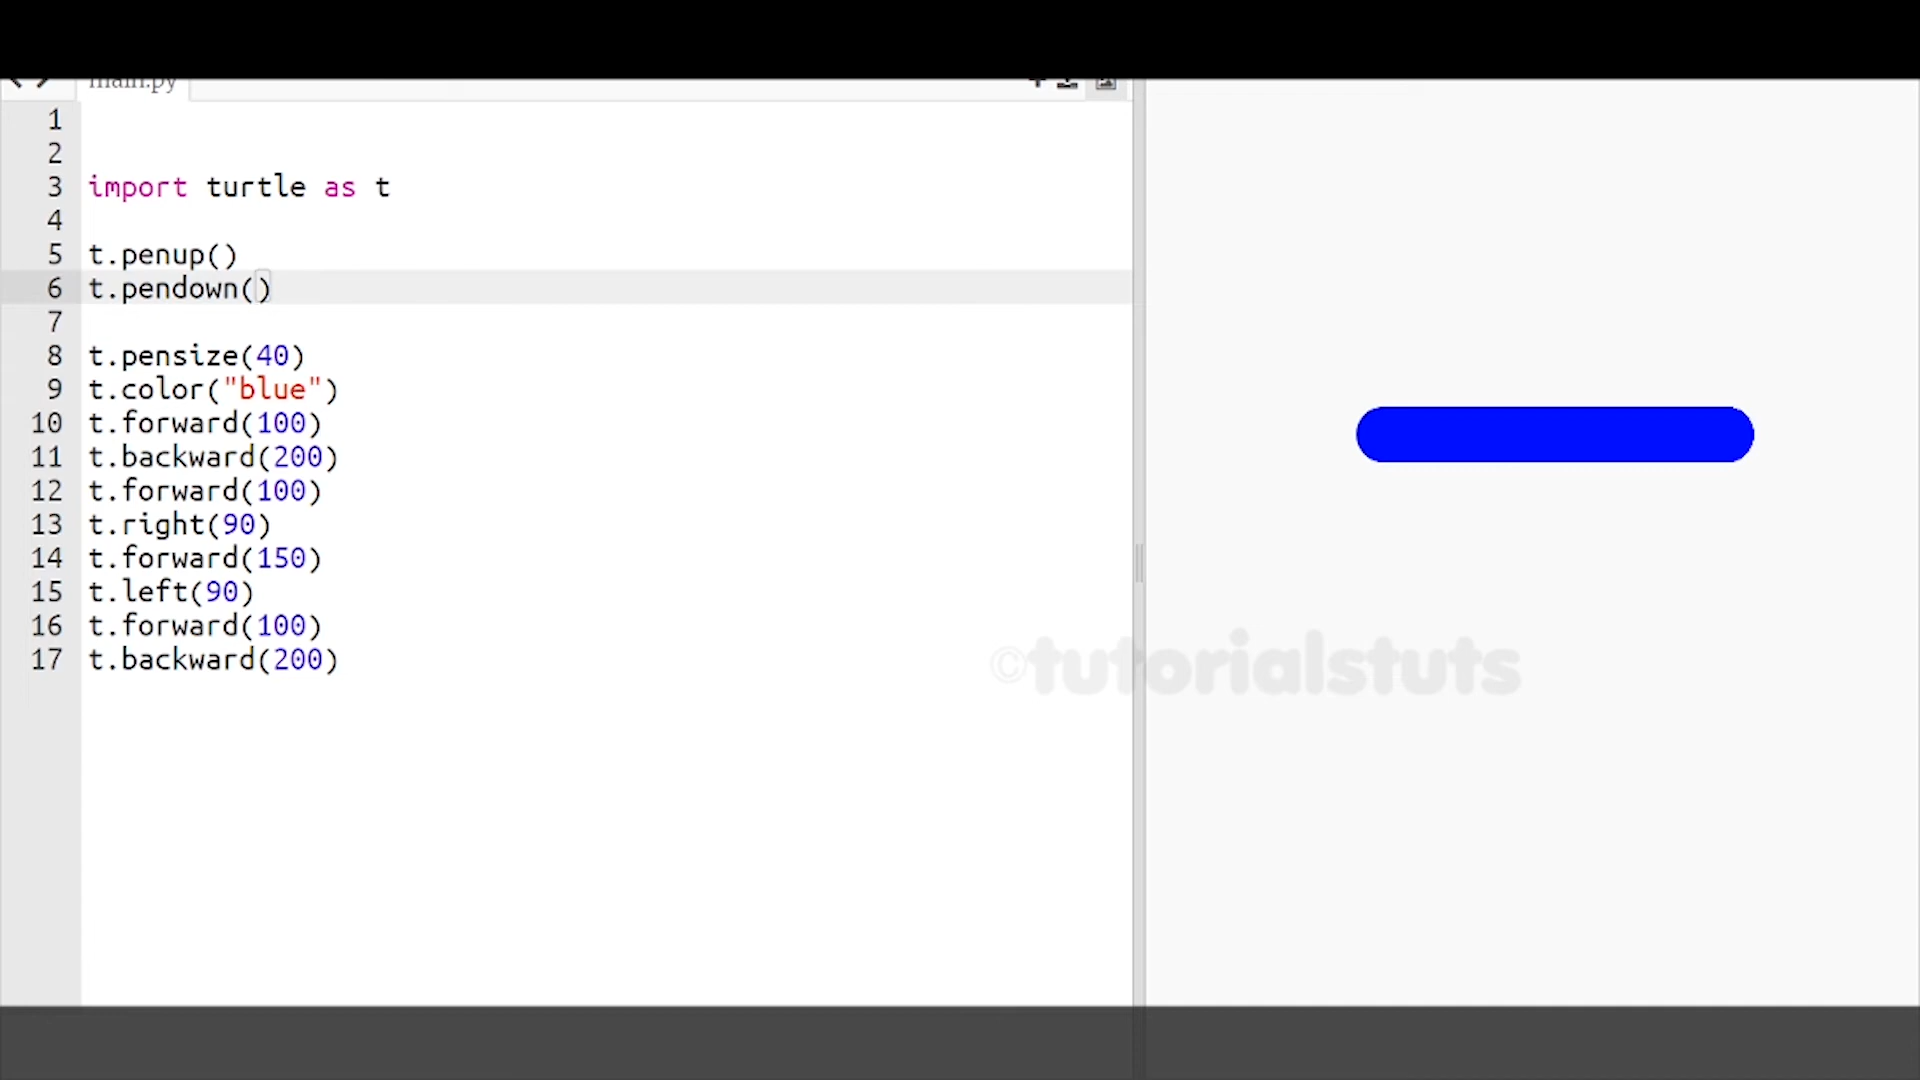 main.py
1
2
3 import turtle as t
4
5 t.penup()
6 t.pendown()
7
8 t.pensize(40)
9 t.color("blue")
10 t.forward(100)
11 t.backward(200)
12 t.forward(100)
13 t.right(90)
14 t.forward(150)
15 t.left(90)
16 t.forward(100)
17 t.backward(200)
©tutorialstuts